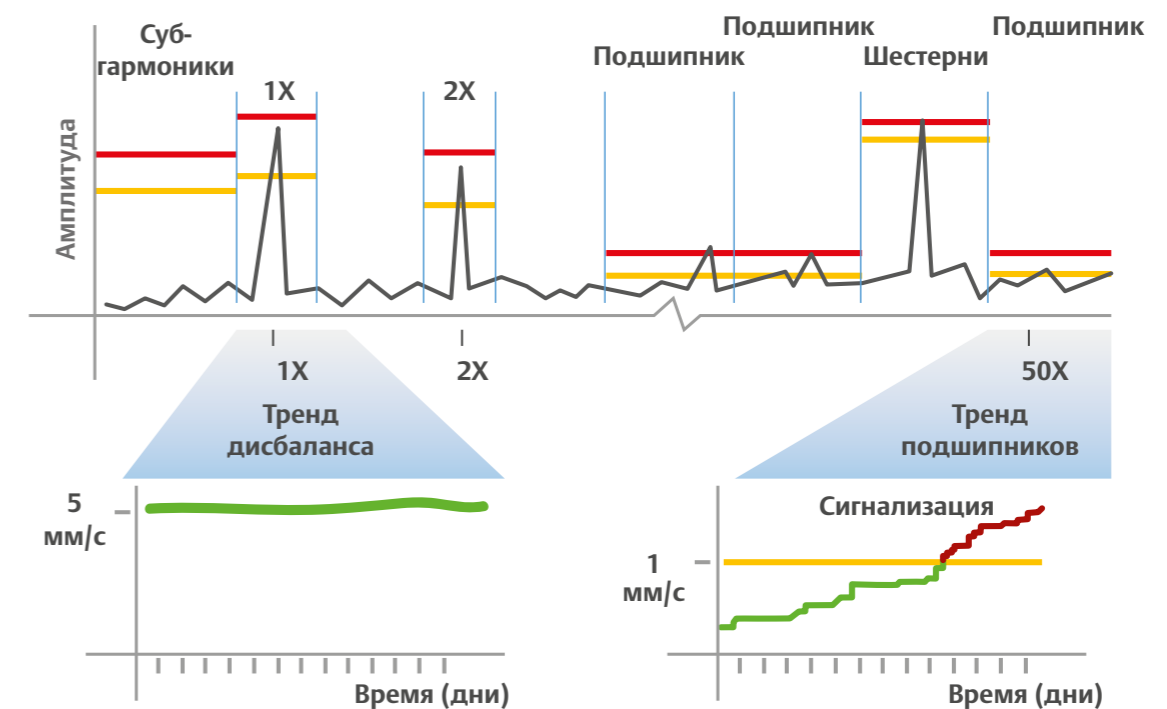 Суб-
гармоники
1X
2X
Подшипник
Подшипник
Шестерни
Подшипник
Амплитуда
1X
2X
50X
Тренд
дисбаланса
Тренд
подшипников
5
мм/с
Время (дни)
Сигнализация
1
мм/с
Время (дни)